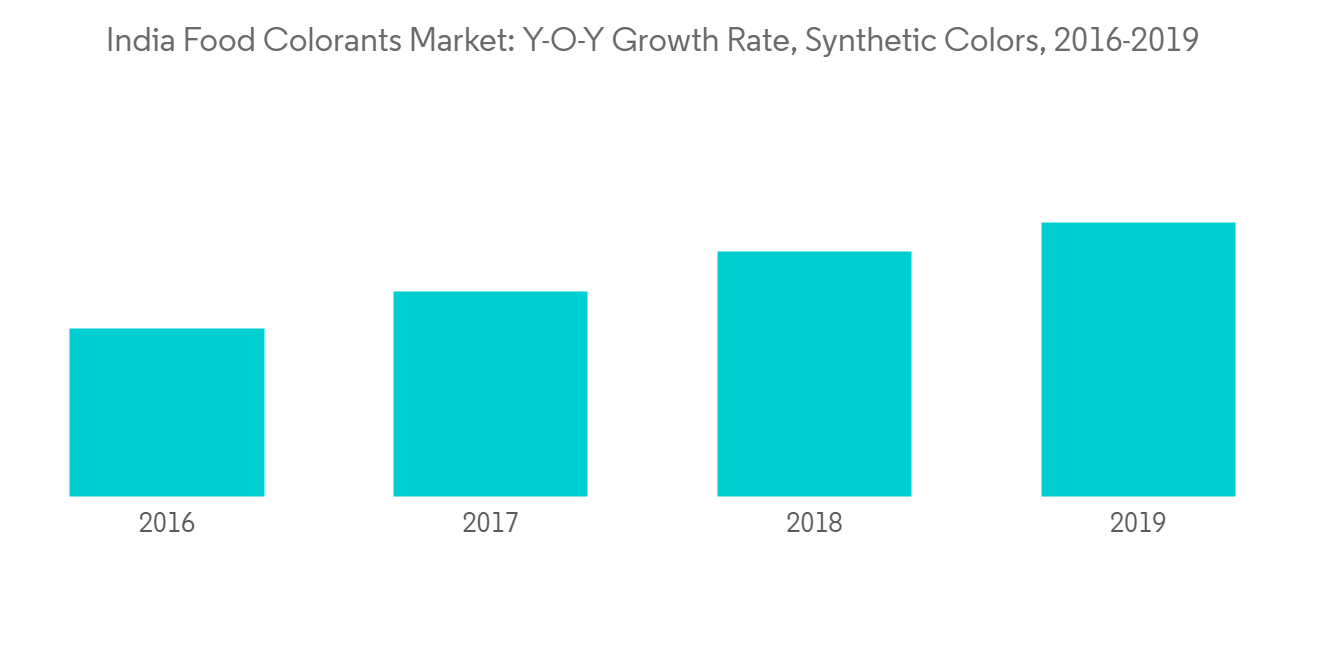 India Food Colorants Market: Y-O-Y Growth Rate, Synthetic Colors, 2016-2019
2016
2017
2018
2019